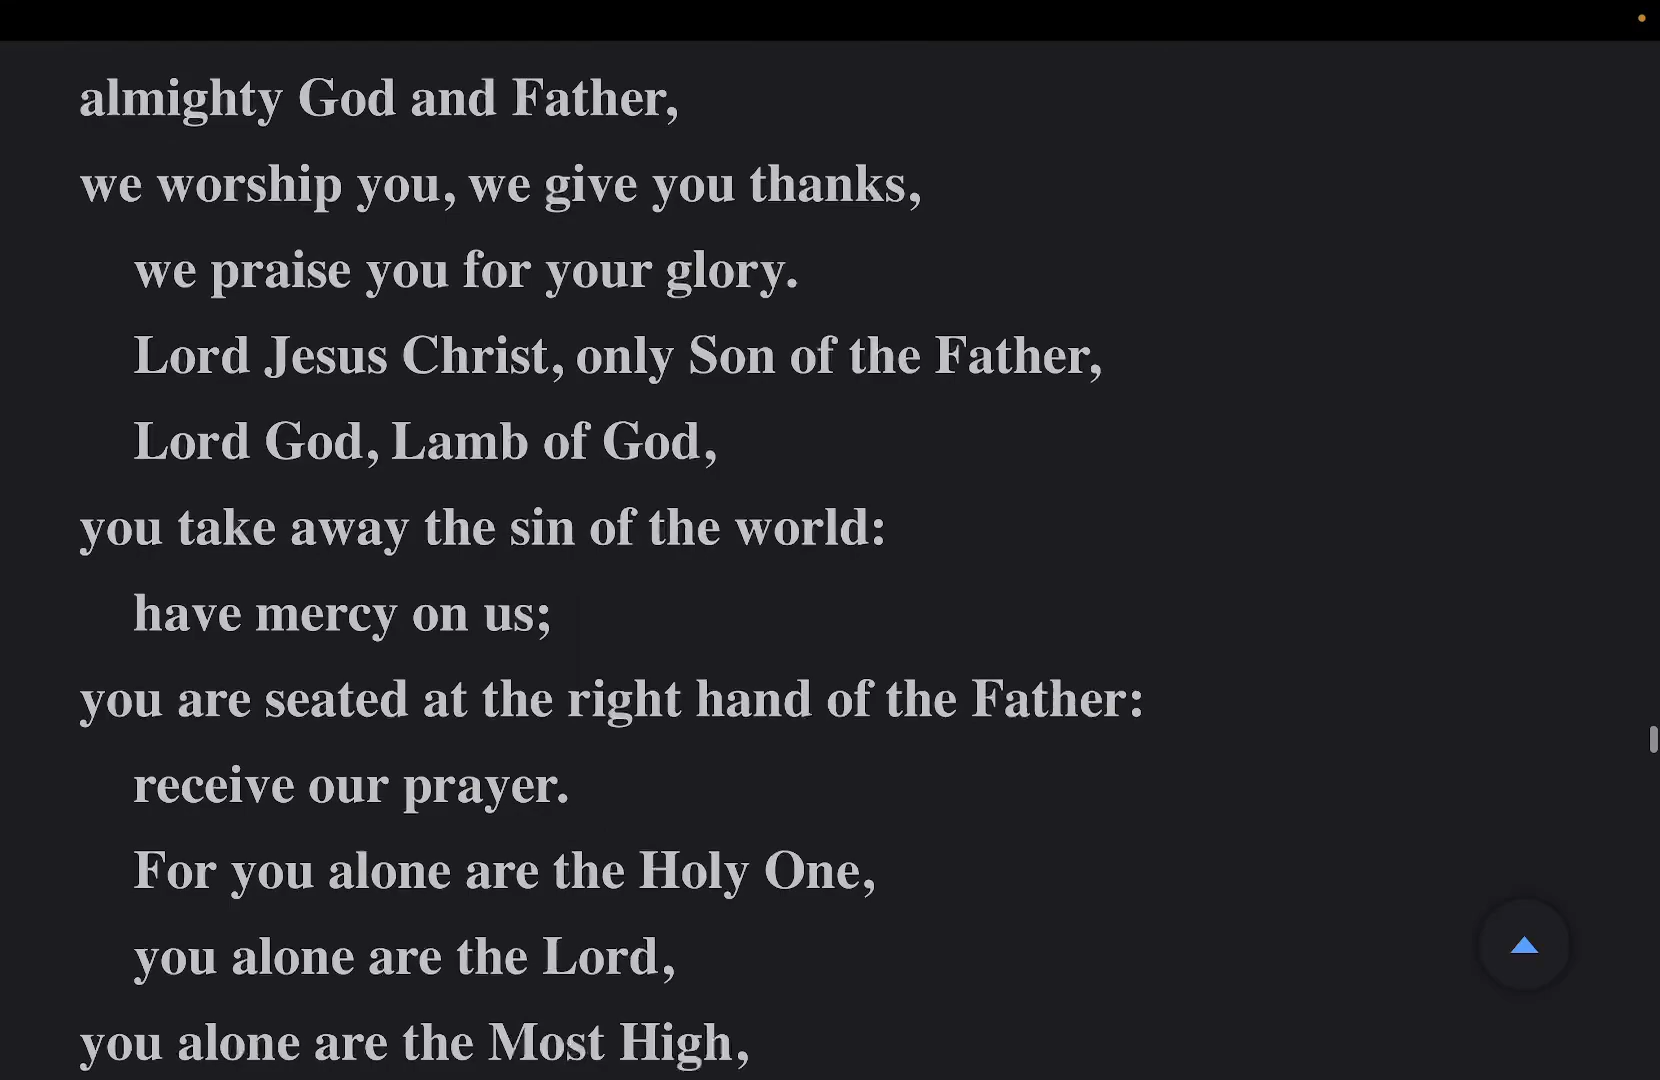 almighty God and Father,
we worship you, we give you thanks,
we praise you for your glory.
Lord Jesus Christ, only Son of the Father,
Lord God, Lamb of God,
you take away the sin of the world:
have mercy on us;
you are seated at the right hand of the Father:
receive our prayer.
For you alone are the Holy One,
you alone are the Lord,
you alone are the Most High,